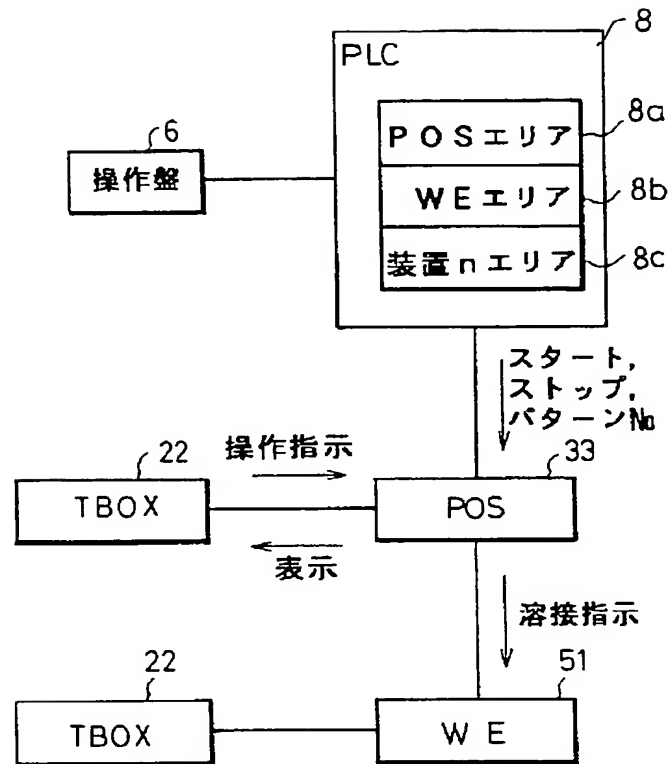 8
PLC
8a
POSエリア
6
8b
操作盤
WEエリア
8c
装置nエリア
スタート,
ストップ,
パターンNo
22
操作指示
33
TBOX
POS
表示
溶接指示
22
51
TBOX
WE